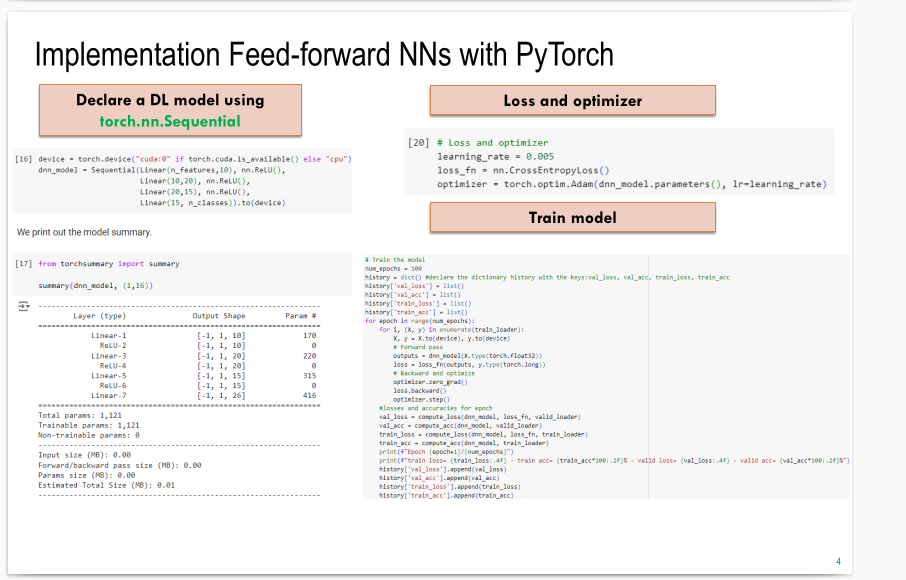 Implementation Feed-forward NNs with PyTorch
Declare a DL model using
torch.nn.Sequential
[16] device = torch.device("cuda:0" if torch.cuda.is_available() else "cpu")
dnn_model = Sequential(Linear(n_features,10), nn.ReLU(),
Linear(10,20), nn.ReLU(),
Linear(20,15), nn.ReLU(),
Linear(15, n_classes)).to(device)
We print out the model summary.
[17] from torchsummary import summary
summary(dnn_model, (1,16))
----------------------------------------------------------------
Layer (type) Output Shape Param #
================================================================
Linear-1 [-1, 1, 10] 170
ReLU-2 [-1, 1, 10] 0
Linear-3 [-1, 1, 20] 220
ReLU-4 [-1, 1, 20] 0
Linear-5 [-1, 1, 15] 315
ReLU-6 [-1, 1, 15] 0
Linear-7 [-1, 1, 26] 416
================================================================
Total params: 1,121
Trainable params: 1,121
Non-trainable params: 0
----------------------------------------------------------------
Input size (MB): 0.00
Forward/backward pass size (MB): 0.00
Params size (MB): 0.00
Estimated Total Size (MB): 0.01
----------------------------------------------------------------
Loss and optimizer
[20] # Loss and optimizer
learning_rate = 0.005
loss_fn = nn.CrossEntropyLoss()
optimizer = torch.optim.Adam(dnn_model.parameters(), lr=learning_rate)
Train model
# Train the model
num_epochs = 100
history = dict() #declare the dictionary history with the keys:val_loss, val_acc, train_loss, train_acc
history['val_loss'] = list()
history['val_acc'] = list()
history['train_loss'] = list()
history['train_acc'] = list()
for epoch in range(num_epochs):
for i, (X, y) in enumerate(train_loader):
X, y = X.to(device), y.to(device)
# Forward pass
outputs = dnn_model(X.type(torch.float32))
loss = loss_fn(outputs, y.type(torch.long))
# Backward and optimize
optimizer.zero_grad()
loss.backward()
optimizer.step()
#losses and accuracies for epoch
val_loss = compute_loss(dnn_model, loss_fn, valid_loader)
val_acc = compute_acc(dnn_model, valid_loader)
train_loss = compute_loss(dnn_model, loss_fn, train_loader)
train_acc = compute_acc(dnn_model, train_loader)
print(f"Epoch {epoch+1}/{num_epochs}")
print(f"train loss= {train_loss:.4f} - train acc= {train_acc*100:.2f}% - valid loss= {val_loss:.4f} - valid acc= {val_acc*100:.2f}%")
history['val_loss'].append(val_loss)
history['val_acc'].append(val_acc)
history['train_loss'].append(train_loss)
history['train_acc'].append(train_acc)
4